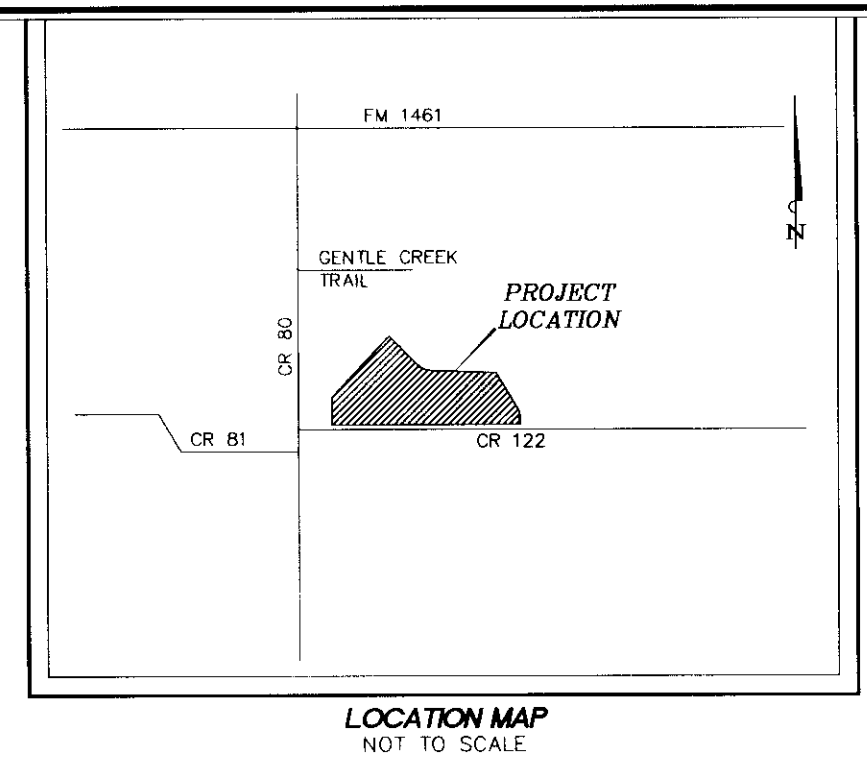 FM 1461
N
GENTLE CREEK
TRAIL
PROJECT
LOCATION
CR 80
CR 81
CR 122
LOCATION MAP
NOT TO SCALE